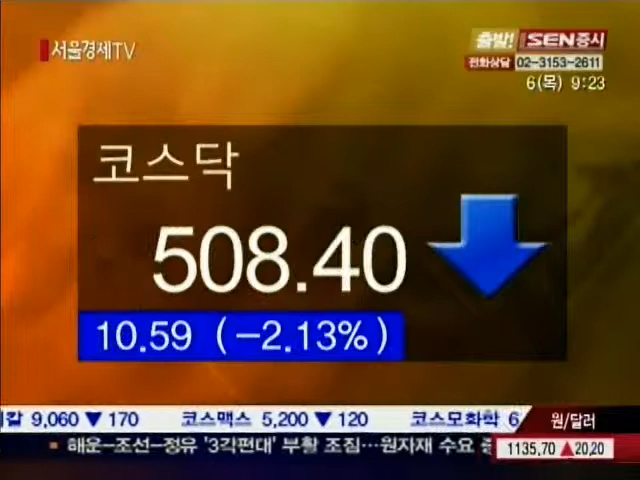 서울경제TV
출발! SEN증시
전화상담 02-3153-2611
6(목) 9:23
코스닥
508.40
10.59 (-2.13%)
9,060 ▼ 170 코스맥스 5,200 ▼ 120 코스모화학 6
원/달러
해운-조선-정유 '3각편대' 부활 조짐…원자재 수요
1135.70 ▲20.20